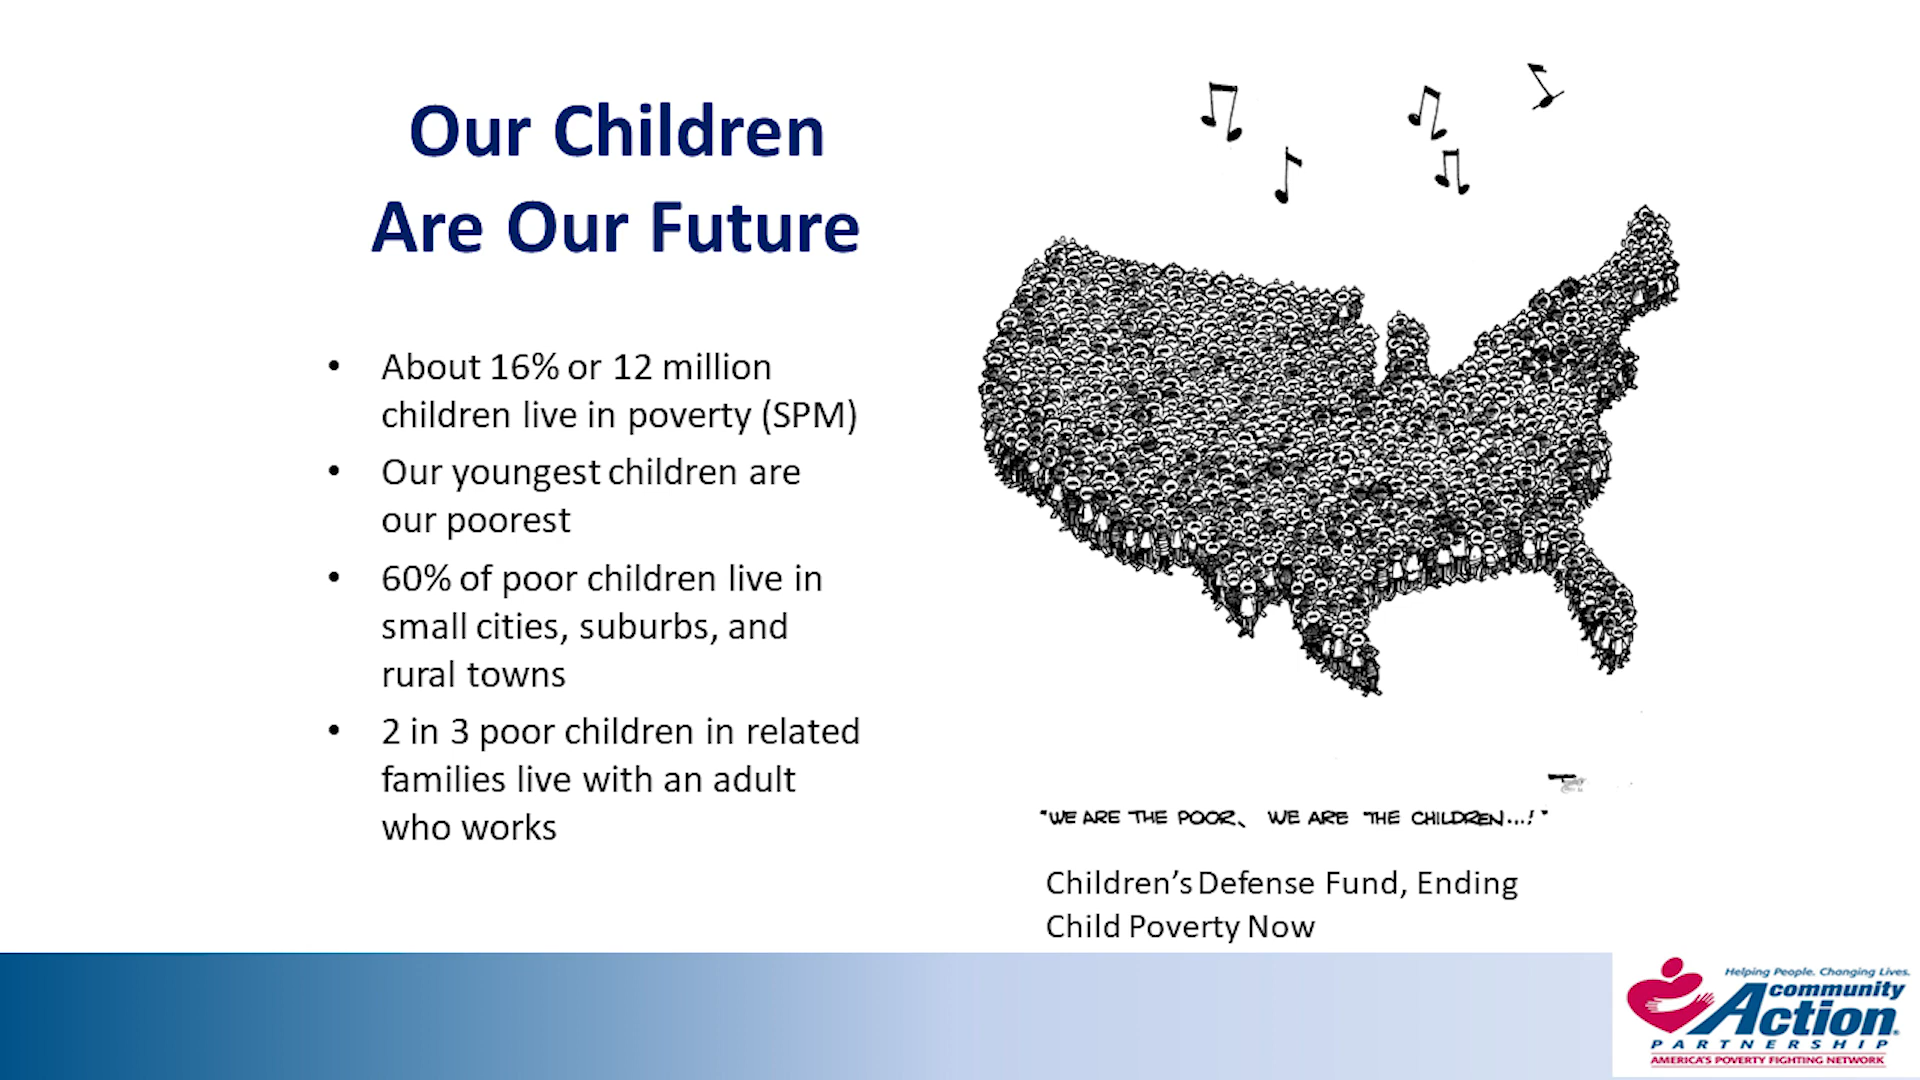 Our Children
Are Our Future
• About 16% or 12 million
children live in poverty (SPM)
• Our youngest children are
our poorest
• 60% of poor children live in
small cities, suburbs, and
rural towns
• 2 in 3 poor children in related
families live with an adult
who works
"WE ARE THE POOR, WE ARE THE CHILDREN...!"
Children's Defense Fund, Ending
Child Poverty Now
Helping People. Changing Lives.
community
Action
PARTNERSHIP
AMERICA'S POVERTY FIGHTING NETWORK